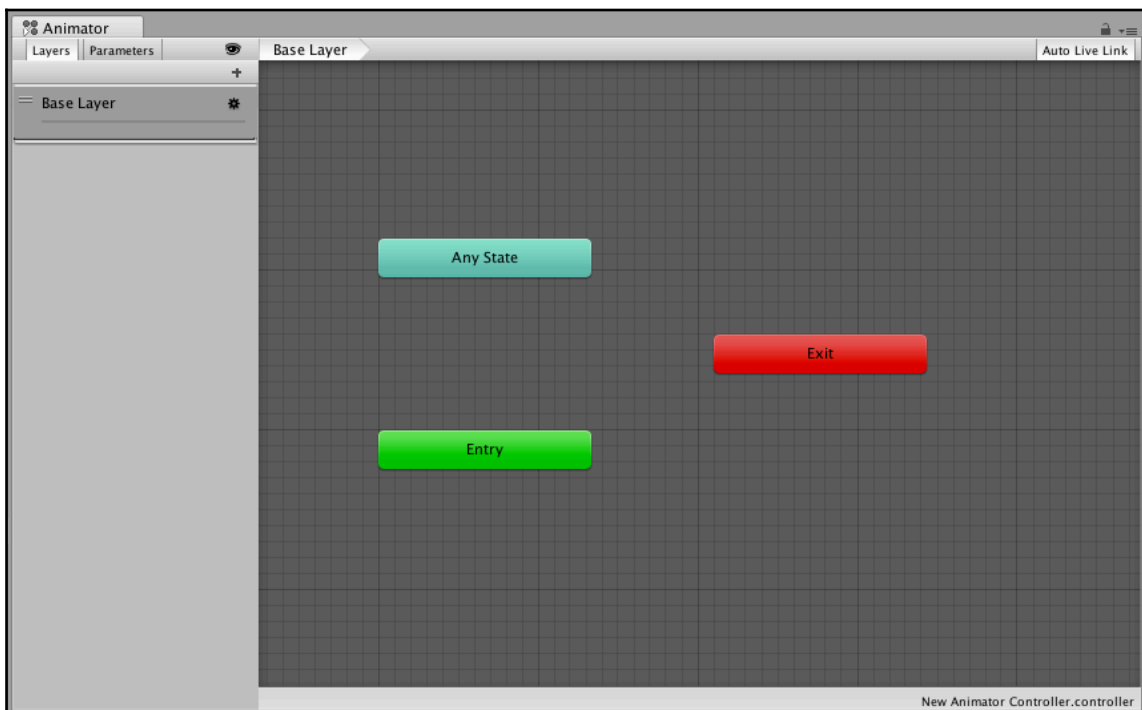 Animator
Layers Parameters
Base Layer
Auto Live Link
Base Layer
Any State
Exit
Entry
New Animator Controller.controller